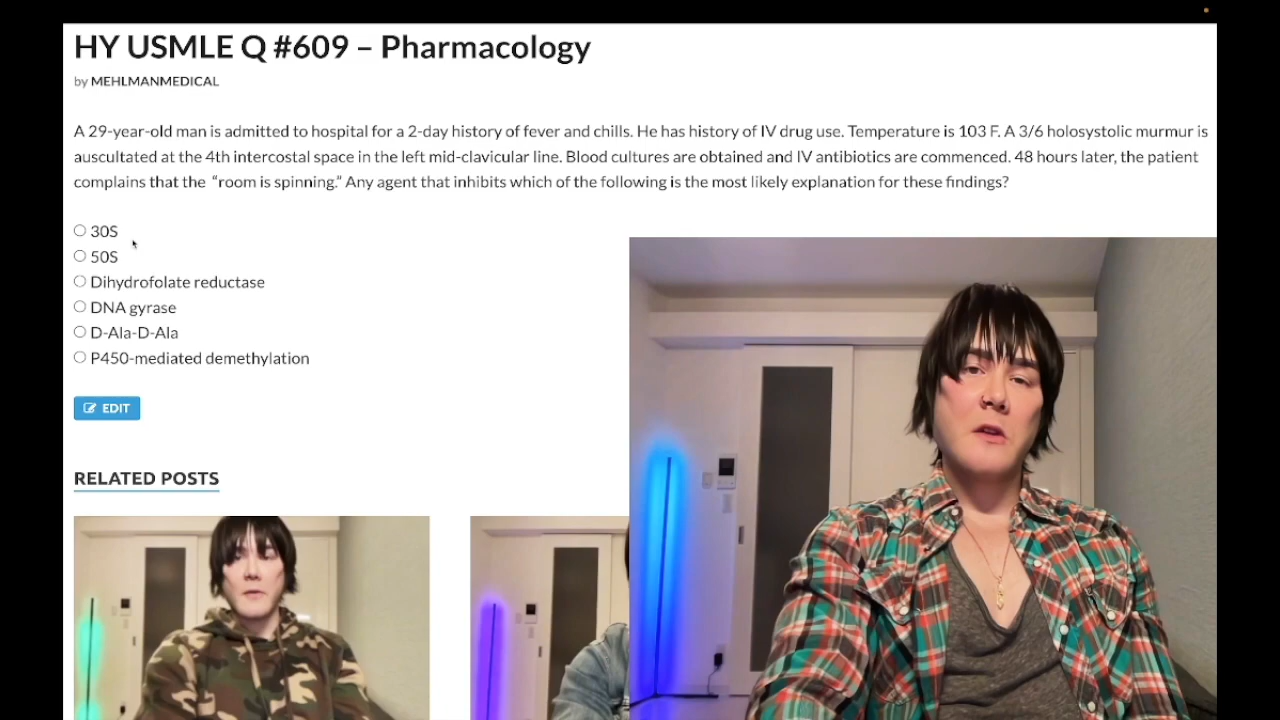 HY USMLE Q #609 – Pharmacology
by MEHLMANMEDICAL
A 29-year-old man is admitted to hospital for a 2-day history of fever and chills. He has history of IV drug use. Temperature is 103 F. A 3/6 holosystolic murmur is
auscultated at the 4th intercostal space in the left mid-clavicular line. Blood cultures are obtained and IV antibiotics are commenced. 48 hours later, the patient
complains that the “room is spinning.” Any agent that inhibits which of the following is the most likely explanation for these findings?
30S
50S
Dihydrofolate reductase
DNA gyrase
D-Ala-D-Ala
P450-mediated demethylation
EDIT
RELATED POSTS